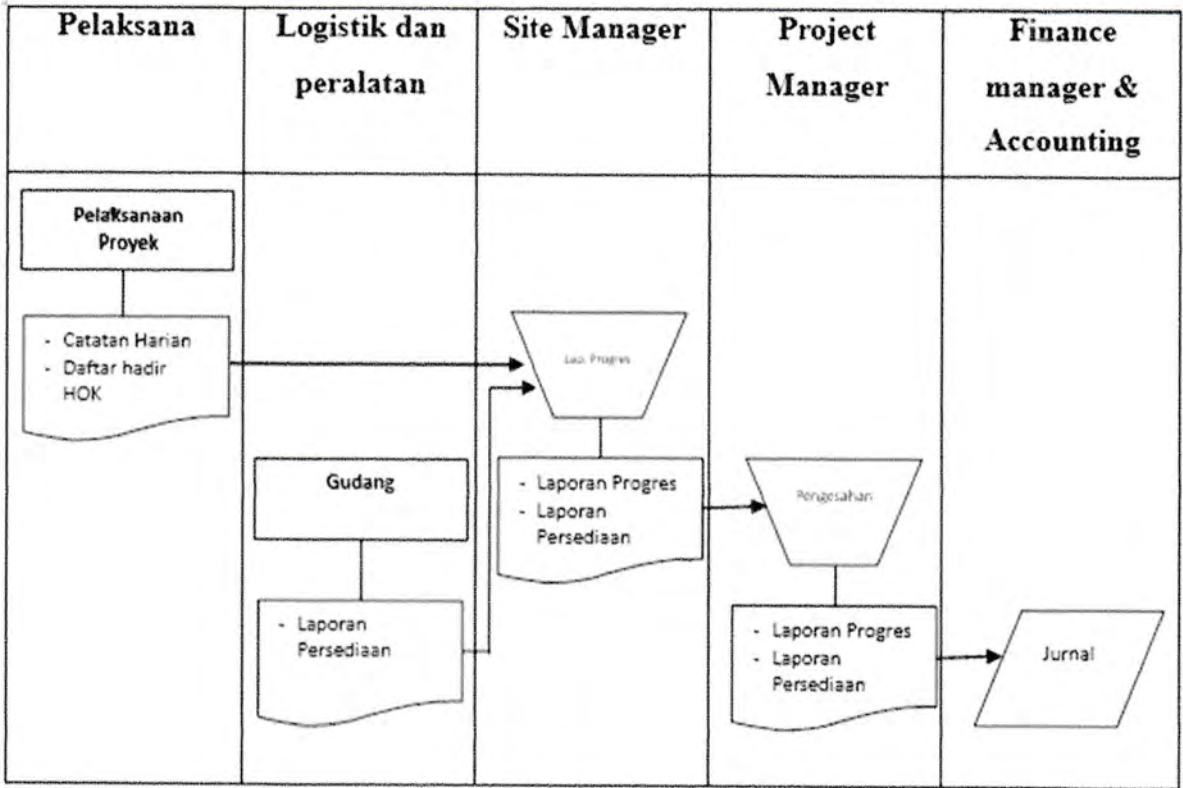 Pelaksana
Logistik dan
peralatan
Site Manager
Project
Manager
Finance
manager &
Accounting
Pelaksanaan
Proyek
- Catatan Harian
- Daftar hadir
HOK
Gudang
- Laporan
Persediaan
Lap. Progres
- Laporan Progres
- Laporan
Persediaan
Pengesahan
- Laporan Progres
- Laporan
Persediaan
Jurnal